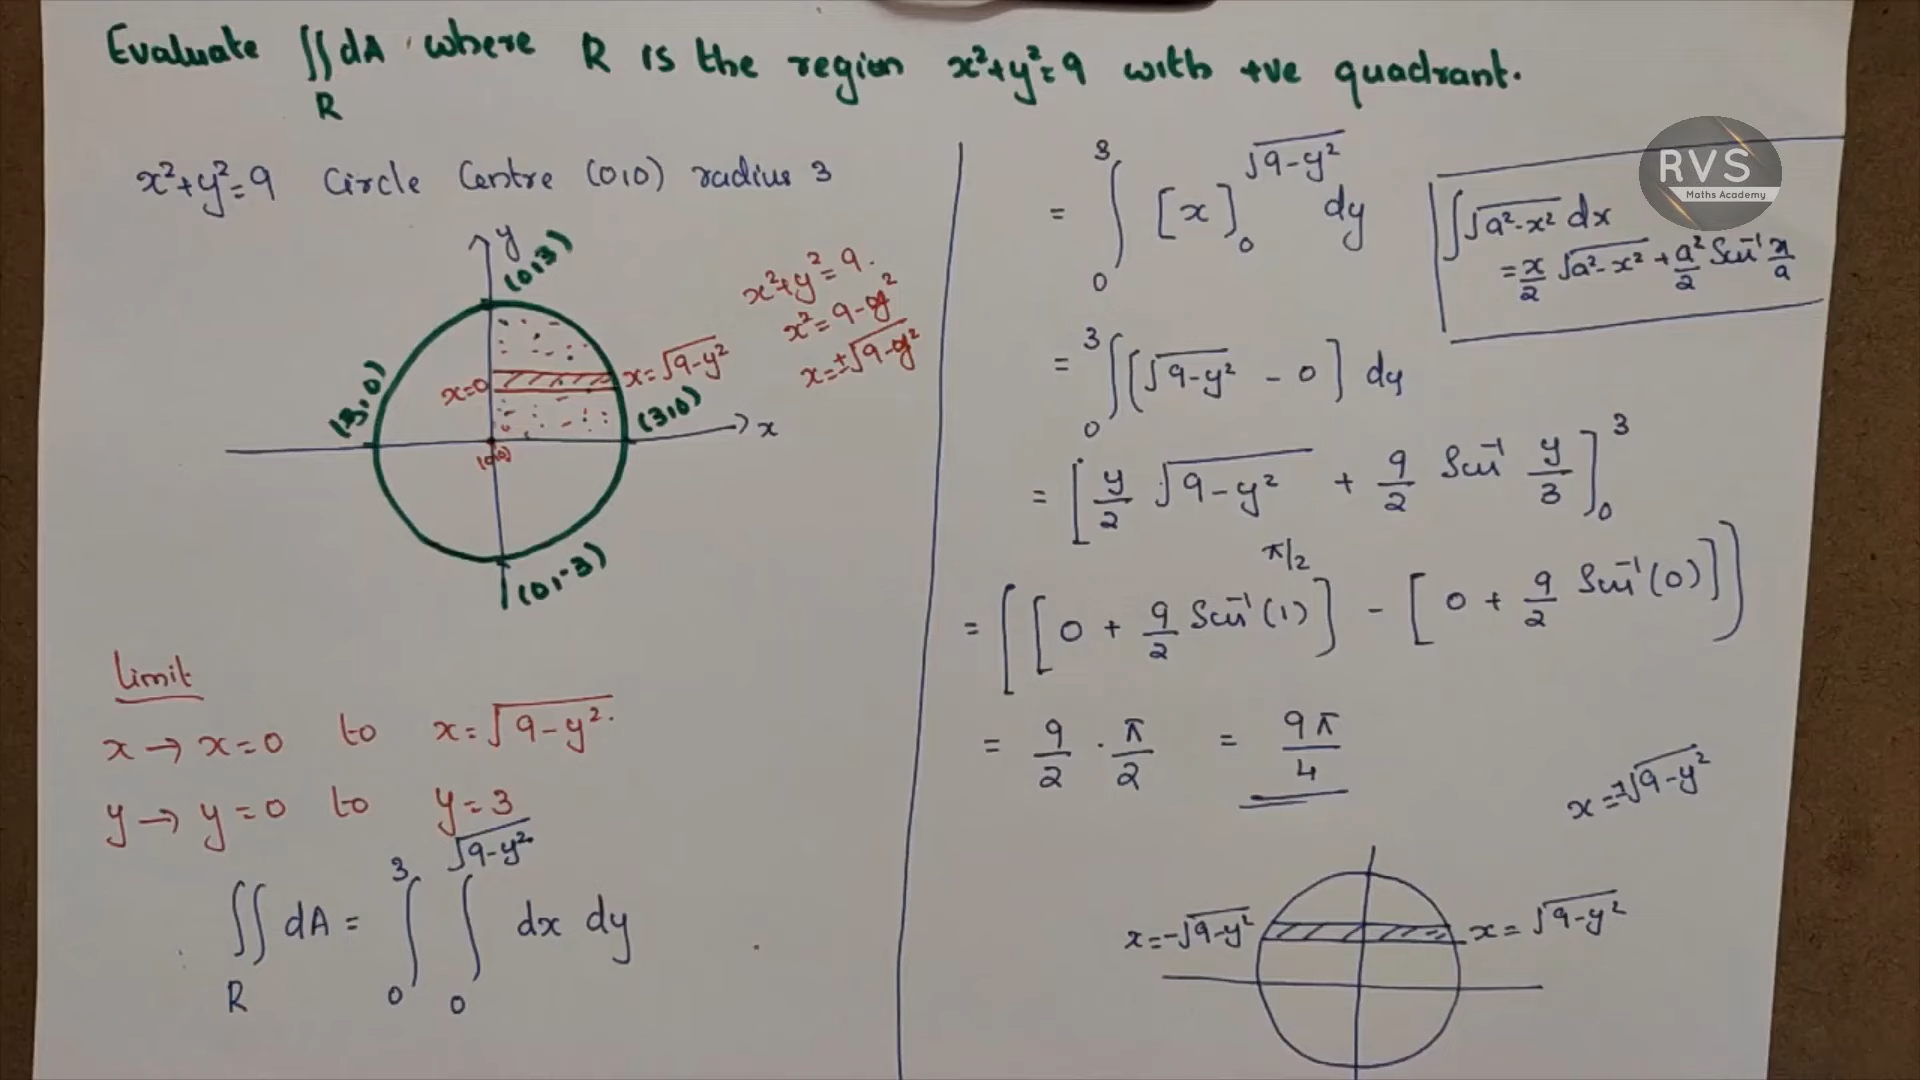 Evaluate ∬dA where R is the region x²+y²=9 with +ve quadrant.
R
x²+y²=9 Circle Centre (0,0) radius 3
y
(0,3)
x²+y²=9.
x²=9-y²
x=±√9-y²
x=0
x=√9-y²
(3,0)
(3,0)
x
(0,0)
(0,-3)
Limit
x→ x=0 to x=√9-y².
y→ y=0 to y=3
∬ dA = ∫₀³ ∫₀^√9-y² dx dy
R
= ∫₀³ [x]₀^√9-y² dy
= ∫₀³ [√9-y² - 0] dy
= [y/2 √9-y² + 9/2 Sin⁻¹ y/3]₀³
π/2
= [[0 + 9/2 Sin⁻¹(1)] - [0 + 9/2 Sin⁻¹(0)]]
= 9/2 · π/2 = 9π/4
RVS
Maths Academy
∫√a²-x² dx
= x/2 √a²-x² + a²/2 Sin⁻¹ x/a
x=±√9-y²
x=-√9-y²
x=√9-y²